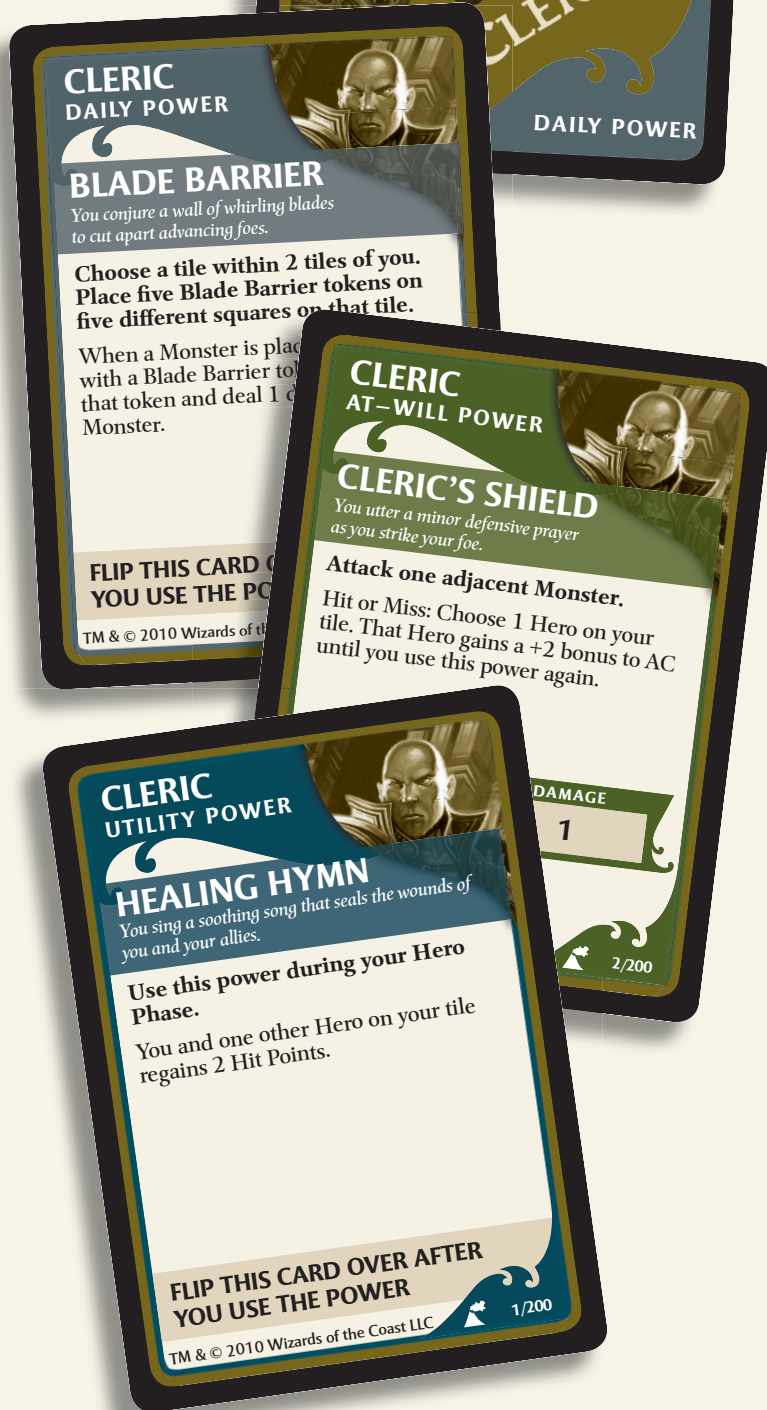 CLERIC
DAILY POWER
CLERIC
DAILY POWER
BLADE BARRIER
You conjure a wall of whirling blades
to cut apart advancing foes.
Choose a tile within 2 tiles of you.
Place five Blade Barrier tokens on
five different squares on that tile.
When a Monster is
with a Blade Barrier
that token and deal 1
Monster.
FLIP THIS CARD
YOU USE THE
TM & © 2010 Wizards of
CLERIC
AT–WILL POWER
CLERIC'S SHIELD
You utter a minor defensive prayer
as you strike your foe.
Attack one adjacent Monster.
Hit or Miss: Choose 1 Hero on your
tile. That Hero gains a +2 bonus to AC
until you use this power again.
DAMAGE
1
2/200
CLERIC
UTILITY POWER
HEALING HYMN
You sing a soothing song that seals the wounds of
you and your allies.
Use this power during your Hero
Phase.
You and one other Hero on your tile
regains 2 Hit Points.
FLIP THIS CARD OVER AFTER
YOU USE THE POWER
TM & © 2010 Wizards of the Coast LLC
1/200